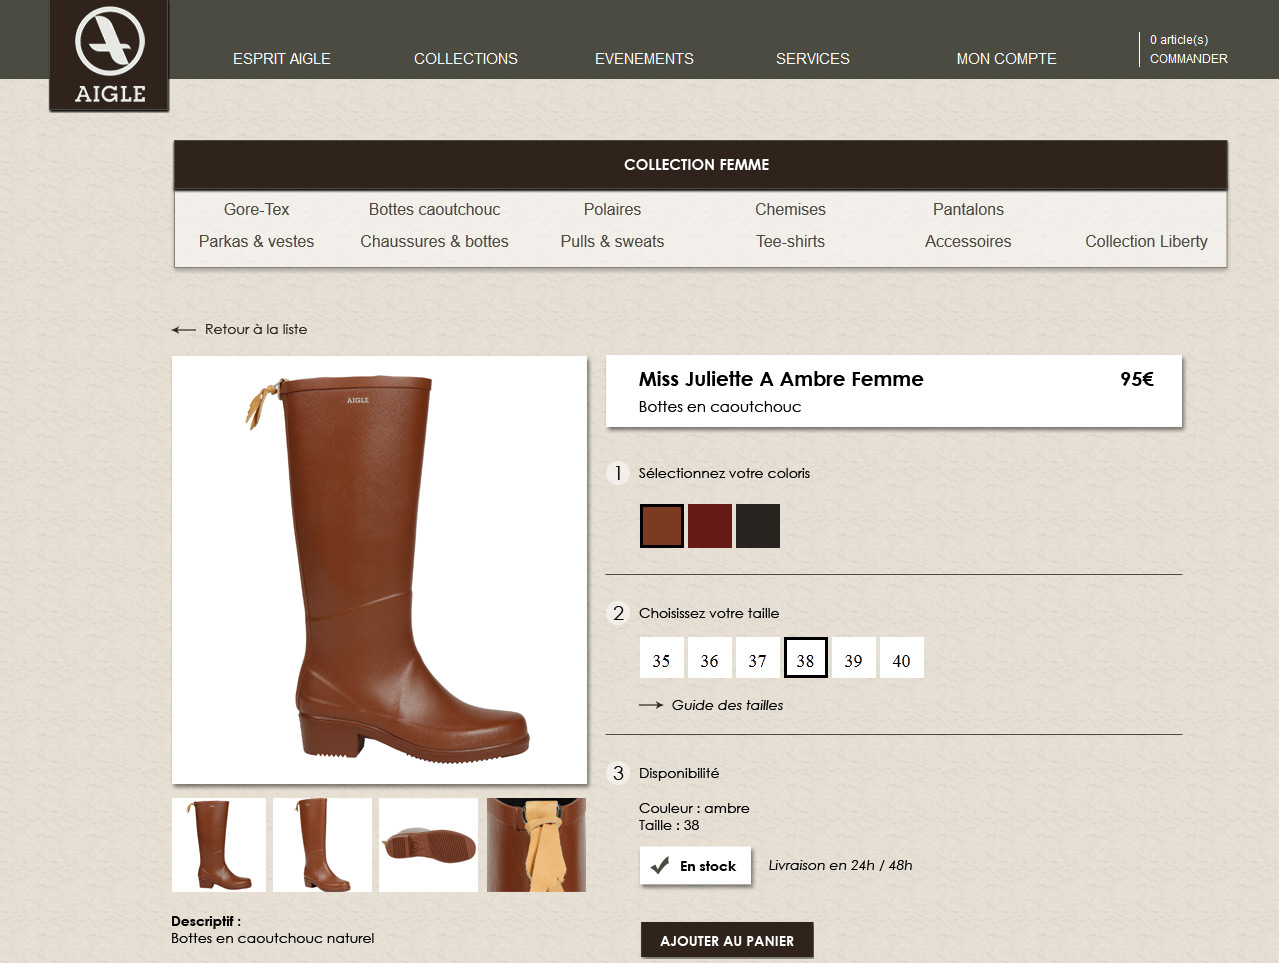 AIGLE
ESPRIT AIGLE
COLLECTIONS
EVENEMENTS
SERVICES
MON COMPTE
0 article(s)
COMMANDER
COLLECTION FEMME
Gore-Tex
Bottes caoutchouc
Polaires
Chemises
Pantalons
Parkas & vestes
Chaussures & bottes
Pulls & sweats
Tee-shirts
Accessoires
Collection Liberty
Retour à la liste
AIGLE
Miss Juliette A Ambre Femme
95€
Bottes en caoutchouc
1 Sélectionnez votre coloris
2 Choisissez votre taille
35 36 37 38 39 40
Guide des tailles
3 Disponibilité
Couleur : ambre
Taille : 38
En stock
Livraison en 24h / 48h
Descriptif :
Bottes en caoutchouc naturel
AJOUTER AU PANIER